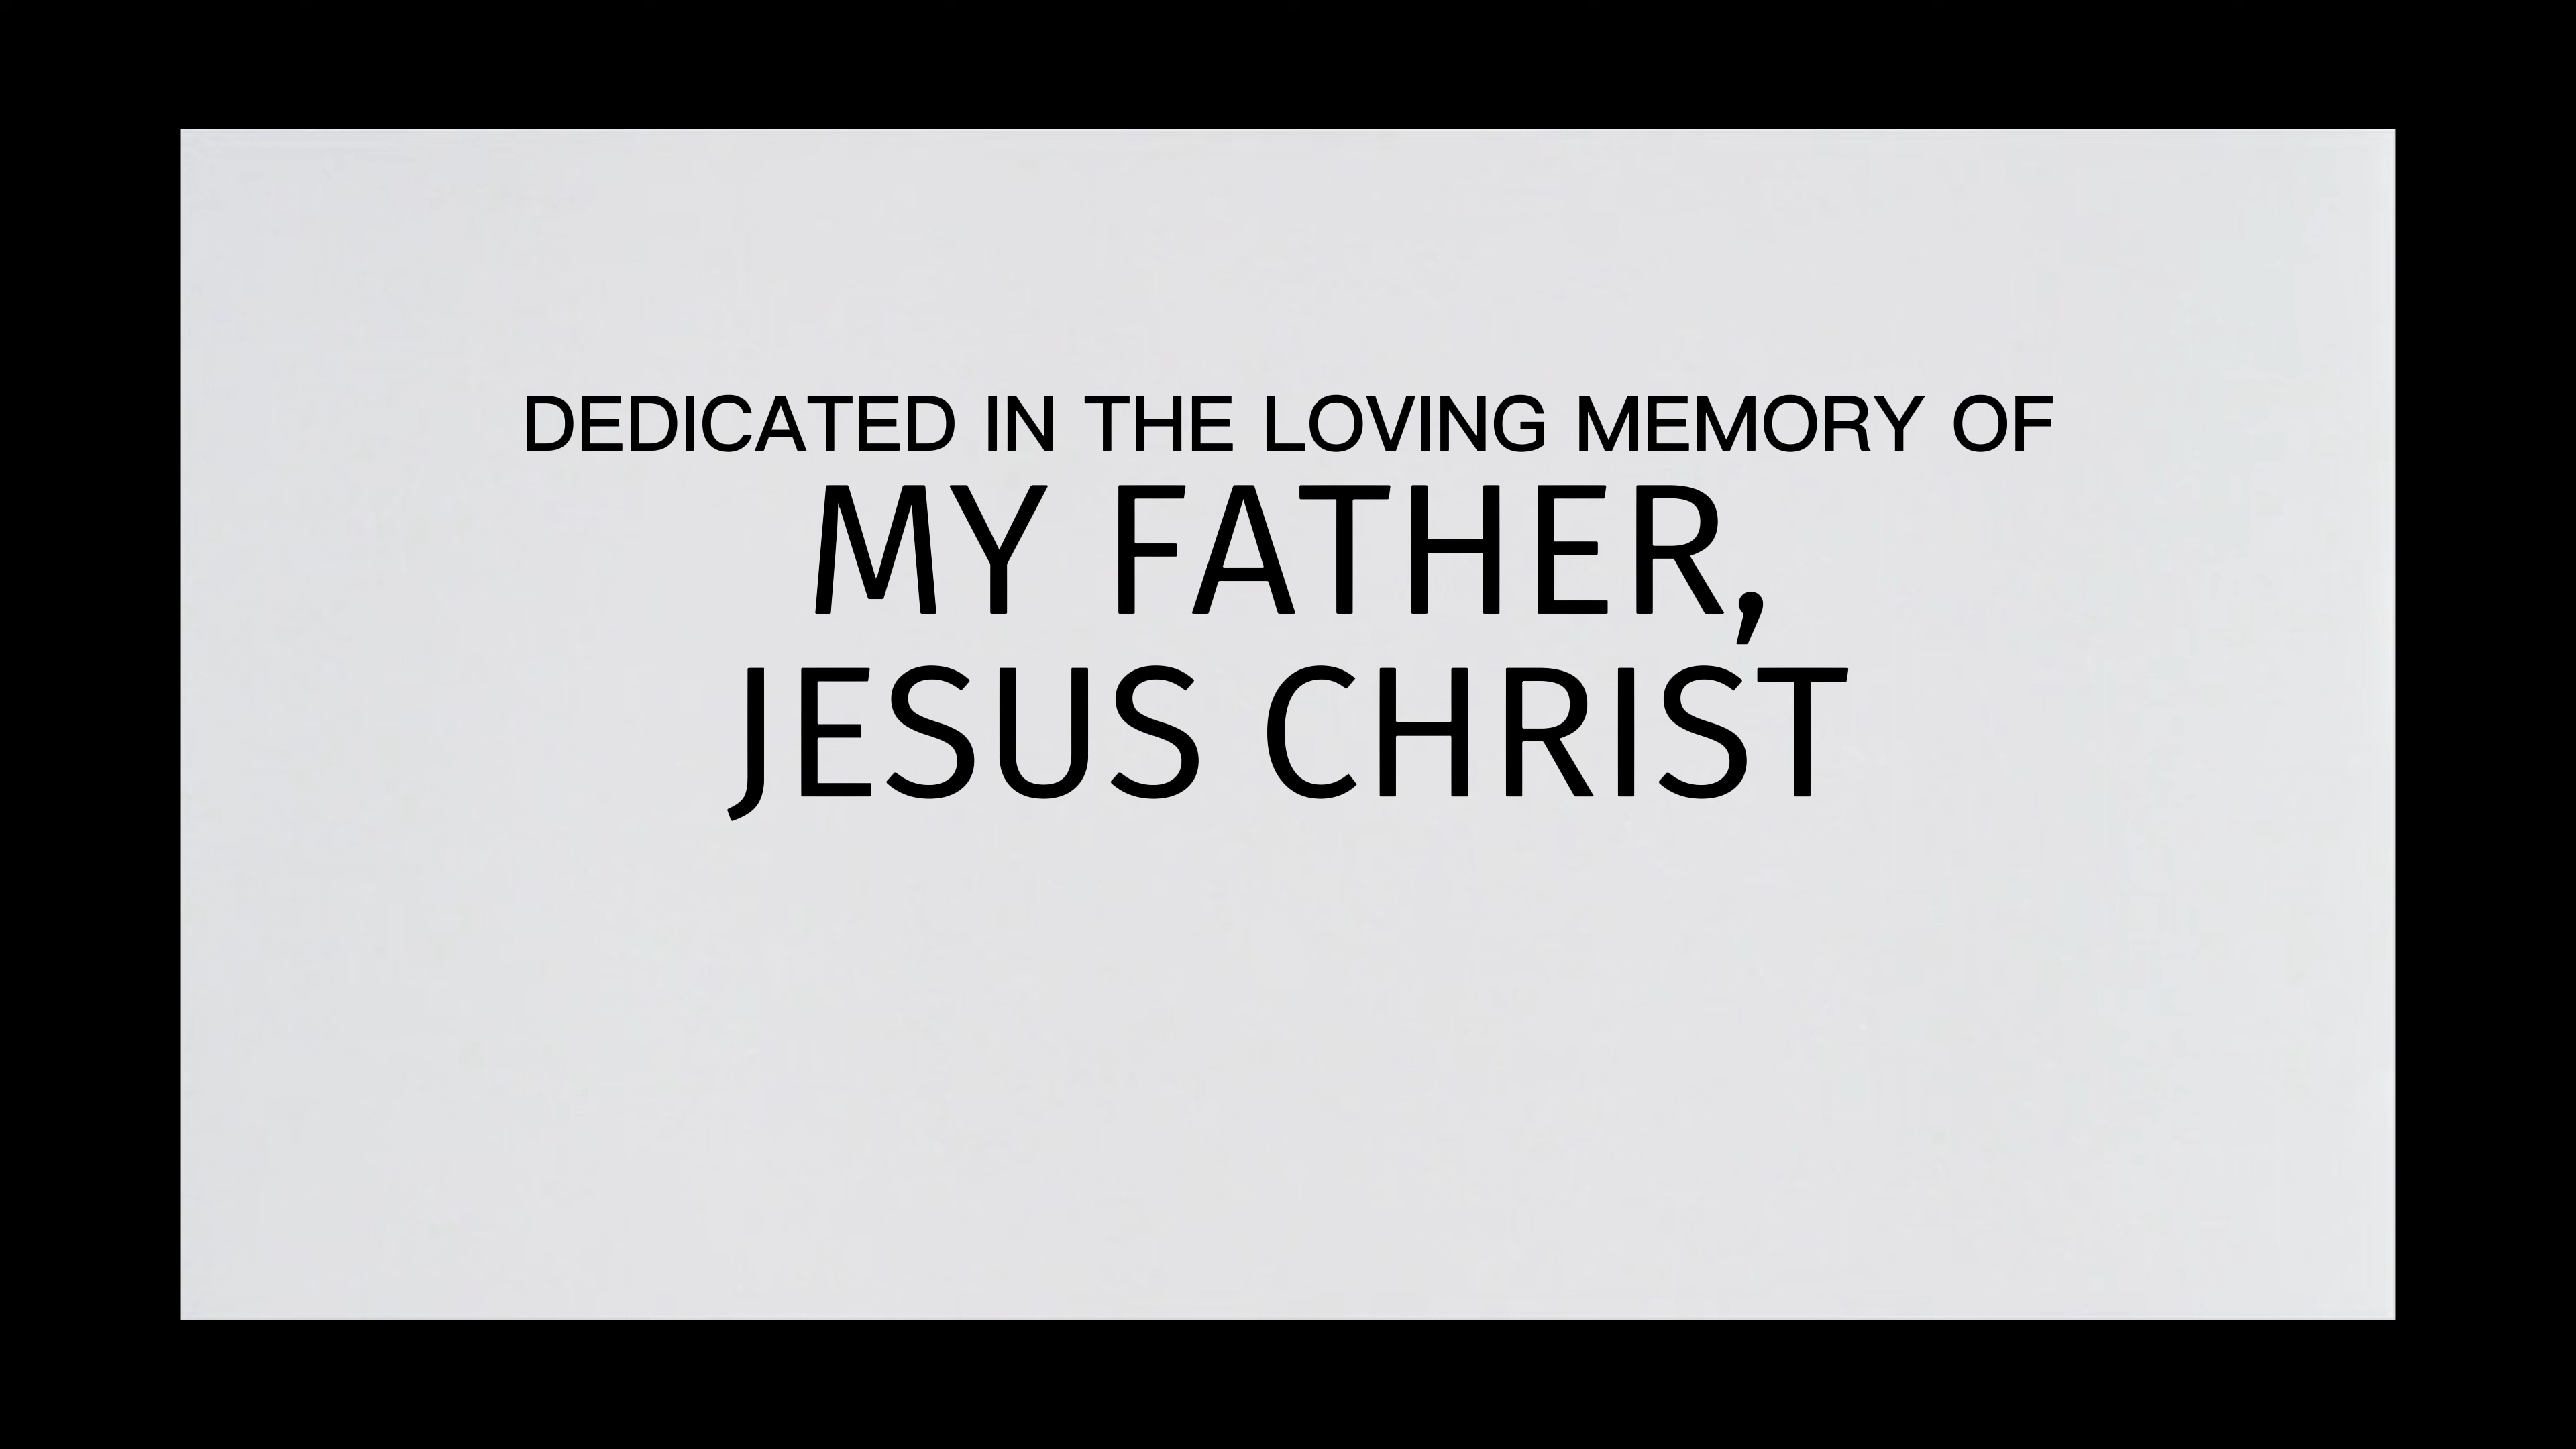 DEDICATED IN THE LOVING MEMORY OF
MY FATHER,
JESUS CHRIST